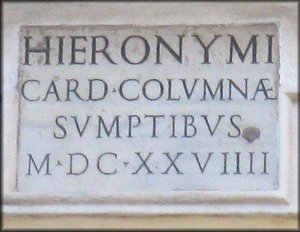 HIERONYMI
CARD·COLVMNÆ
SVMPTIBVS
M·DC·XXVIIII